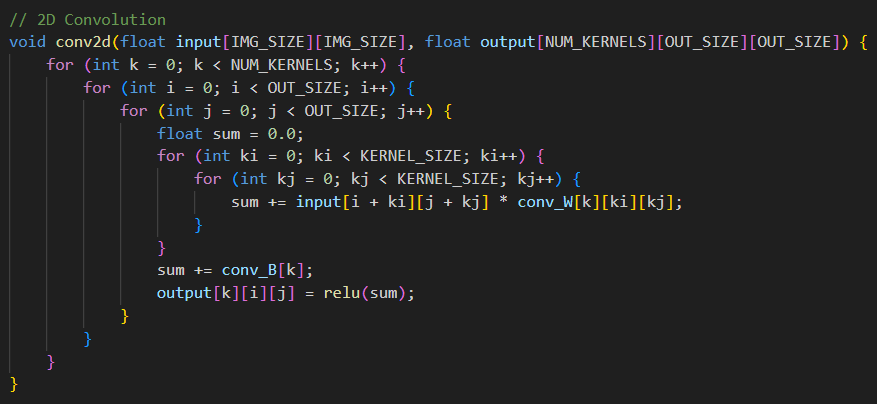 // 2D Convolution
void conv2d(float input[IMG_SIZE][IMG_SIZE], float output[NUM_KERNELS][OUT_SIZE][OUT_SIZE]) {
    for (int k = 0; k < NUM_KERNELS; k++) {
        for (int i = 0; i < OUT_SIZE; i++) {
            for (int j = 0; j < OUT_SIZE; j++) {
                float sum = 0.0;
                for (int ki = 0; ki < KERNEL_SIZE; ki++) {
                    for (int kj = 0; kj < KERNEL_SIZE; kj++) {
                        sum += input[i + ki][j + kj] * conv_W[k][ki][kj];
                    }
                }
                sum += conv_B[k];
                output[k][i][j] = relu(sum);
            }
        }
    }
}